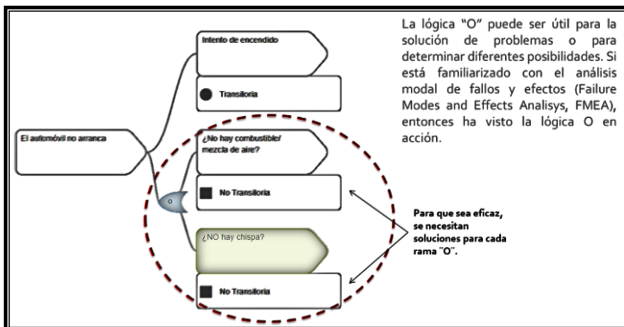 Intento de encendido
Transitoria
El automóvil no arranca
¿No hay combustible/
mezcla de aire?
O
No Transitoria
¿NO hay chispa?
No Transitoria
La lógica “O” puede ser útil para la
solución de problemas o para
determinar diferentes posibilidades. Si
está familiarizado con el análisis
modal de fallos y efectos (Failure
Modes and Effects Analisys, FMEA),
entonces ha visto la lógica O en
acción.
Para que sea eficaz,
se necesitan
soluciones para cada
rama ¨O¨.